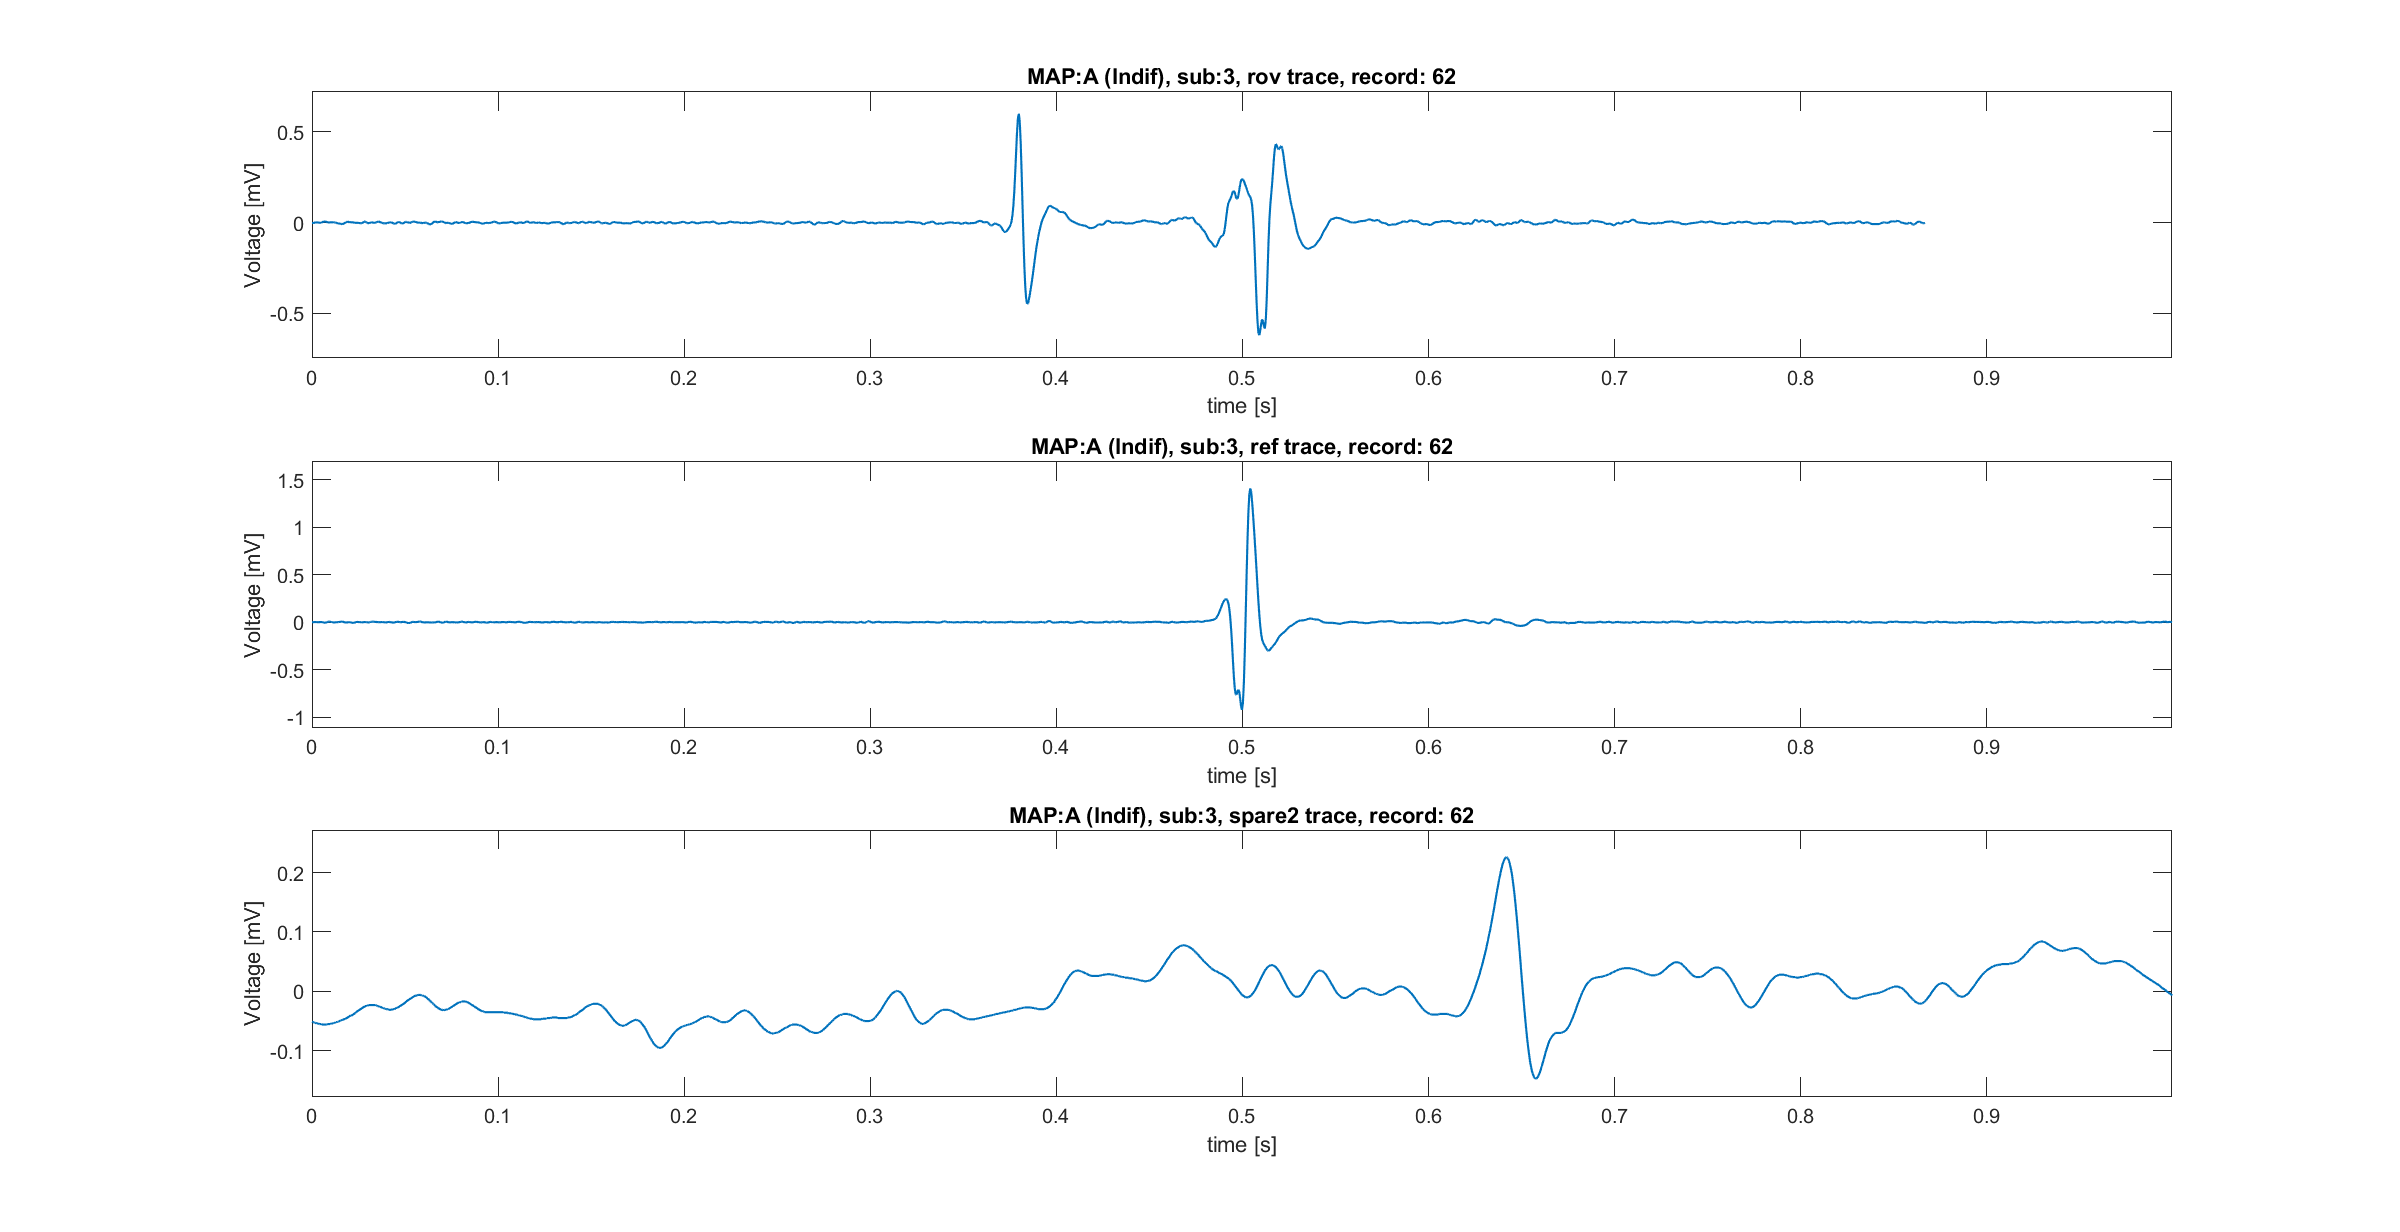 MAP:A (Indif), sub:3, rov trace, record: 62
Voltage [mV]
0.5
0
-0.5
0 0.1 0.2 0.3 0.4 0.5 0.6 0.7 0.8 0.9
time [s]
MAP:A (Indif), sub:3, ref trace, record: 62
Voltage [mV]
1.5
1
0.5
0
-0.5
-1
0 0.1 0.2 0.3 0.4 0.5 0.6 0.7 0.8 0.9
time [s]
MAP:A (Indif), sub:3, spare2 trace, record: 62
Voltage [mV]
0.2
0.1
0
-0.1
0 0.1 0.2 0.3 0.4 0.5 0.6 0.7 0.8 0.9
time [s]